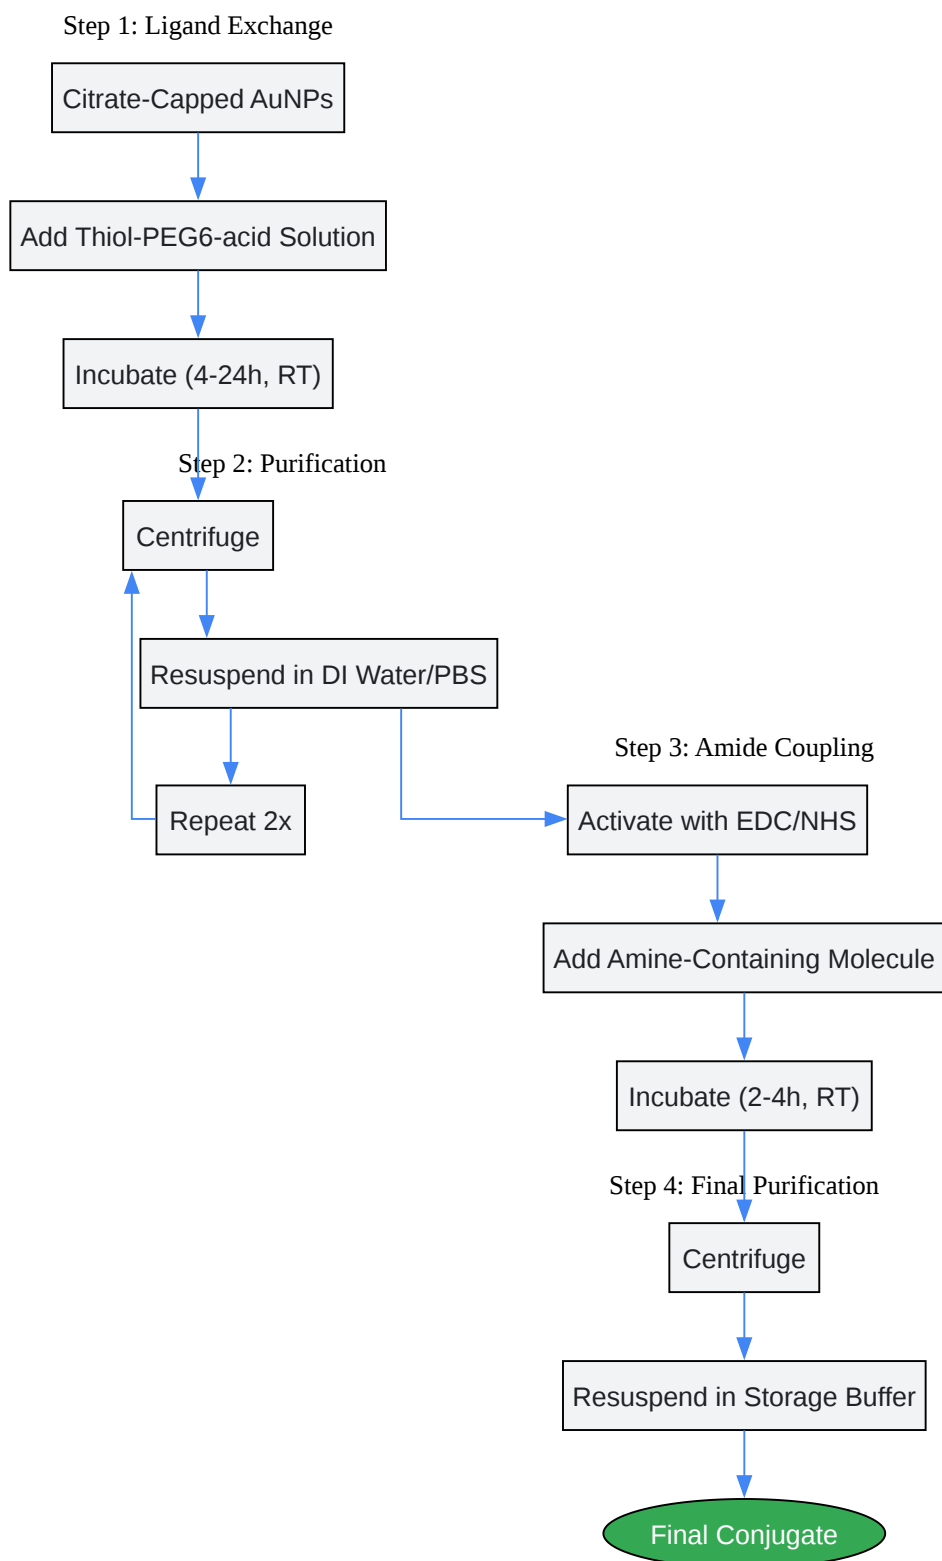 Step 1: Ligand Exchange
Citrate-Capped AuNPs
Add Thiol-PEG6-acid Solution
Incubate (4-24h, RT)
Step 2: Purification
Centrifuge
Resuspend in DI Water/PBS
Repeat 2x
Step 3: Amide Coupling
Activate with EDC/NHS
Add Amine-Containing Molecule
Incubate (2-4h, RT)
Step 4: Final Purification
Centrifuge
Resuspend in Storage Buffer
Final Conjugate